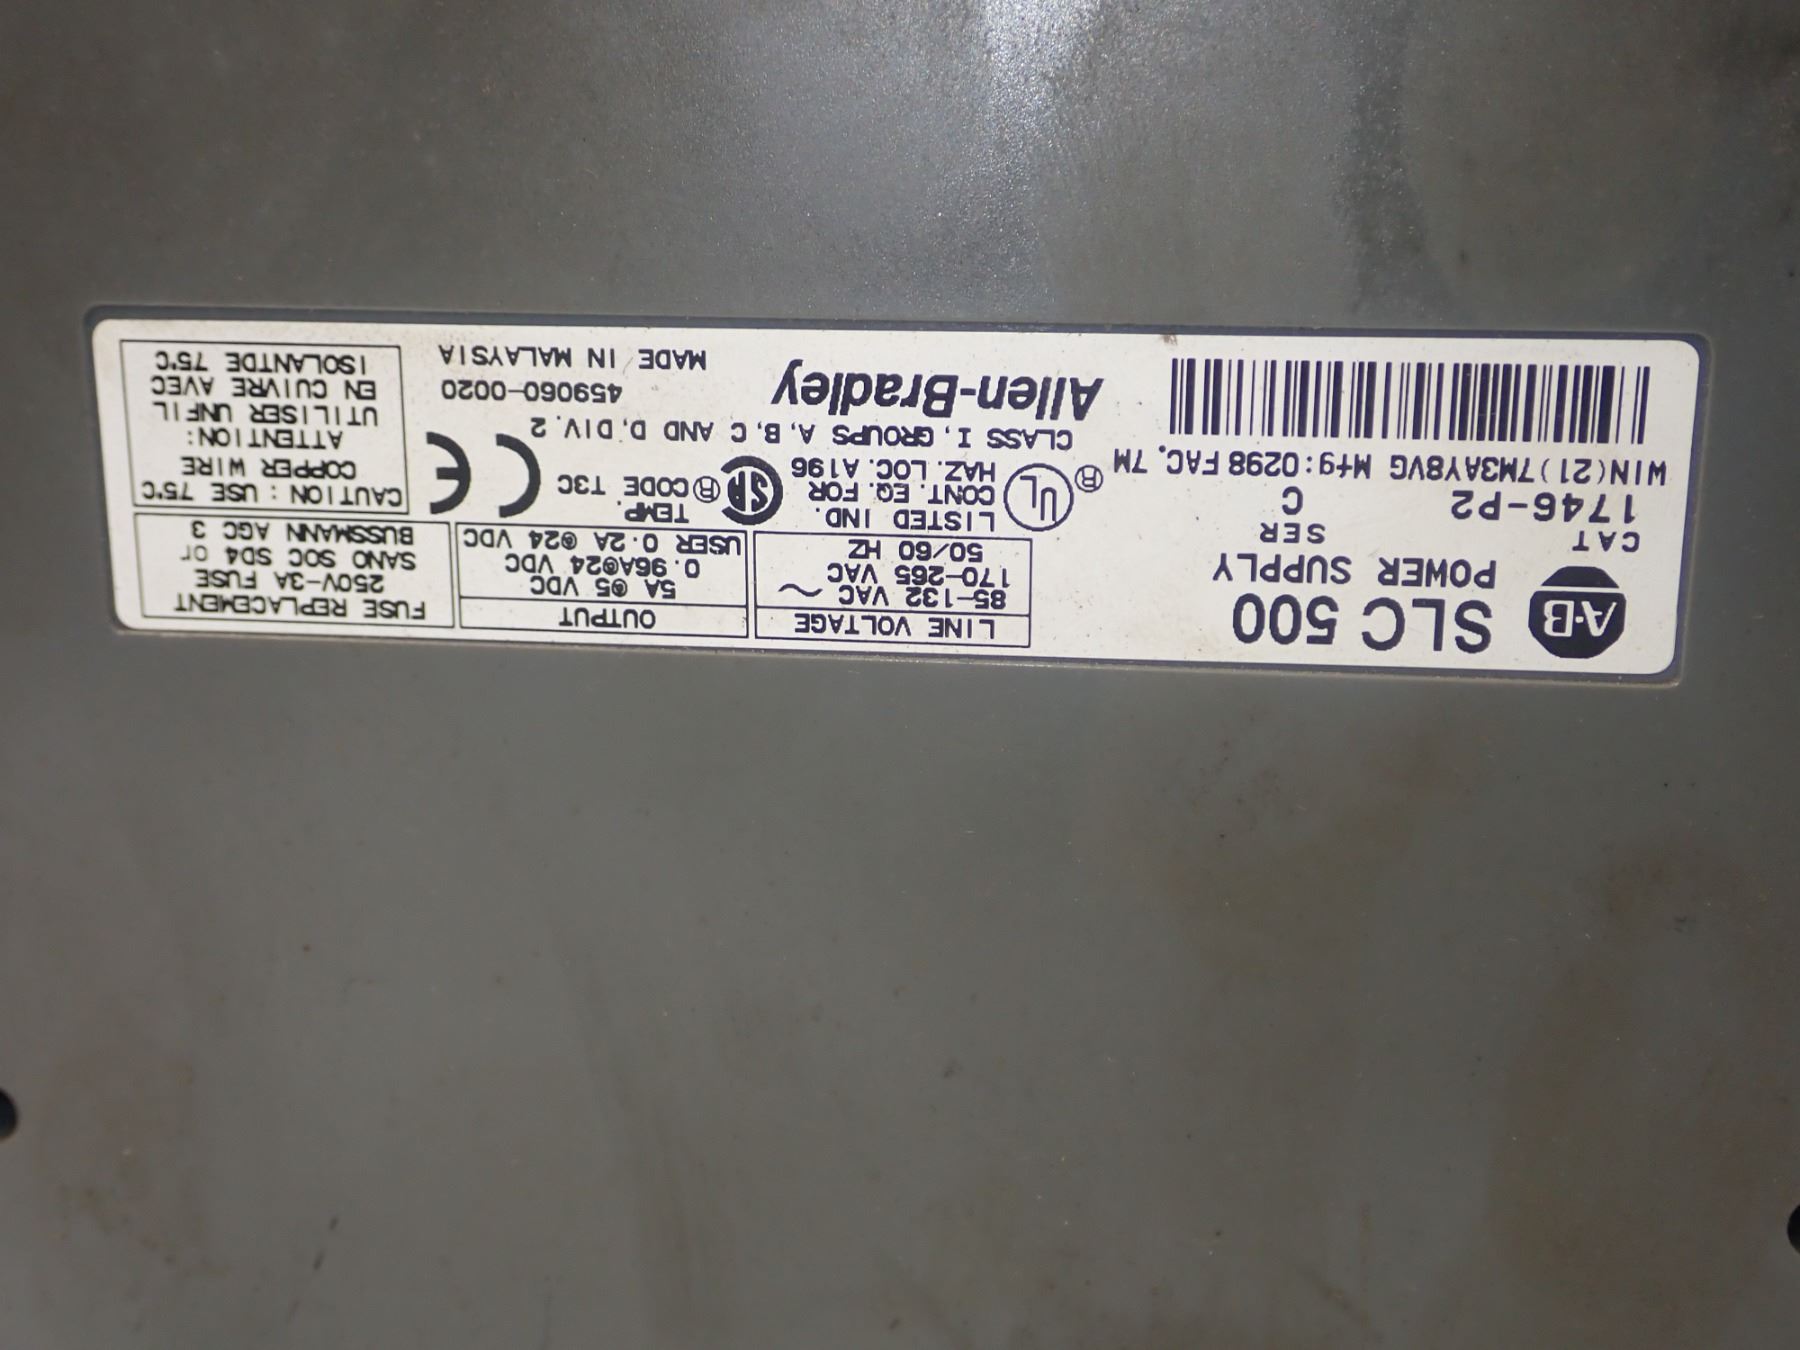 A·B
SLC 500
POWER SUPPLY
CAT SER
1746-P2 C
WIN(21)7M3AY8VG Mfg:0298 FAC. 7M
LINE VOLTAGE
85-132 VAC ~
170-265 VAC
50/60 HZ
OUTPUT
5A @5 VDC
0.96A@24 VDC
USER 0.2A @24 VDC
FUSE REPLACEMENT
250V-3A FUSE
SANO SOC SD4 or
BUSSMANN AGC 3
UL ®
LISTED IND.
CONT. EQ. FOR
HAZ. LOC. A196
SA ®
TEMP.
CODE T3C
CE
CLASS I, GROUPS A, B, C AND D, DIV. 2
Allen-Bradley
459060-0020
MADE IN MALAYSIA
CAUTION: USE 75°C
COPPER WIRE
ATTENTION:
UTILISER UNFIL
EN CUIVRE AVEC
ISOLANTDE 75°C